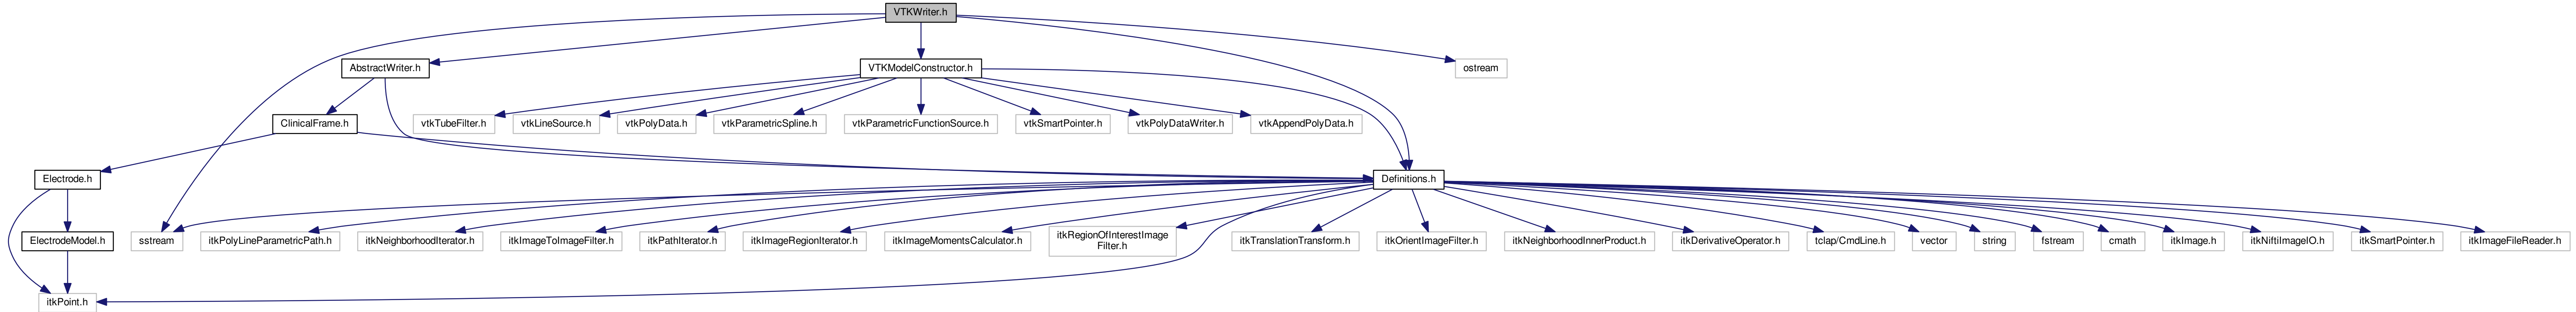 VTKWriter.h
AbstractWriter.h
VTKModelConstructor.h
ostream
ClinicalFrame.h
vtkTubeFilter.h
vtkLineSource.h
vtkPolyData.h
vtkParametricSpline.h
vtkParametricFunctionSource.h
vtkSmartPointer.h
vtkPolyDataWriter.h
vtkAppendPolyData.h
Electrode.h
Definitions.h
ElectrodeModel.h
sstream
itkPolyLineParametricPath.h
itkNeighborhoodIterator.h
itkImageToImageFilter.h
itkPathIterator.h
itkImageRegionIterator.h
itkImageMomentsCalculator.h
itkRegionOfInterestImage
Filter.h
itkTranslationTransform.h
itkOrientImageFilter.h
itkNeighborhoodInnerProduct.h
itkDerivativeOperator.h
tclap/CmdLine.h
vector
string
fstream
cmath
itkImage.h
itkNiftiImageIO.h
itkSmartPointer.h
itkImageFileReader.h
itkPoint.h